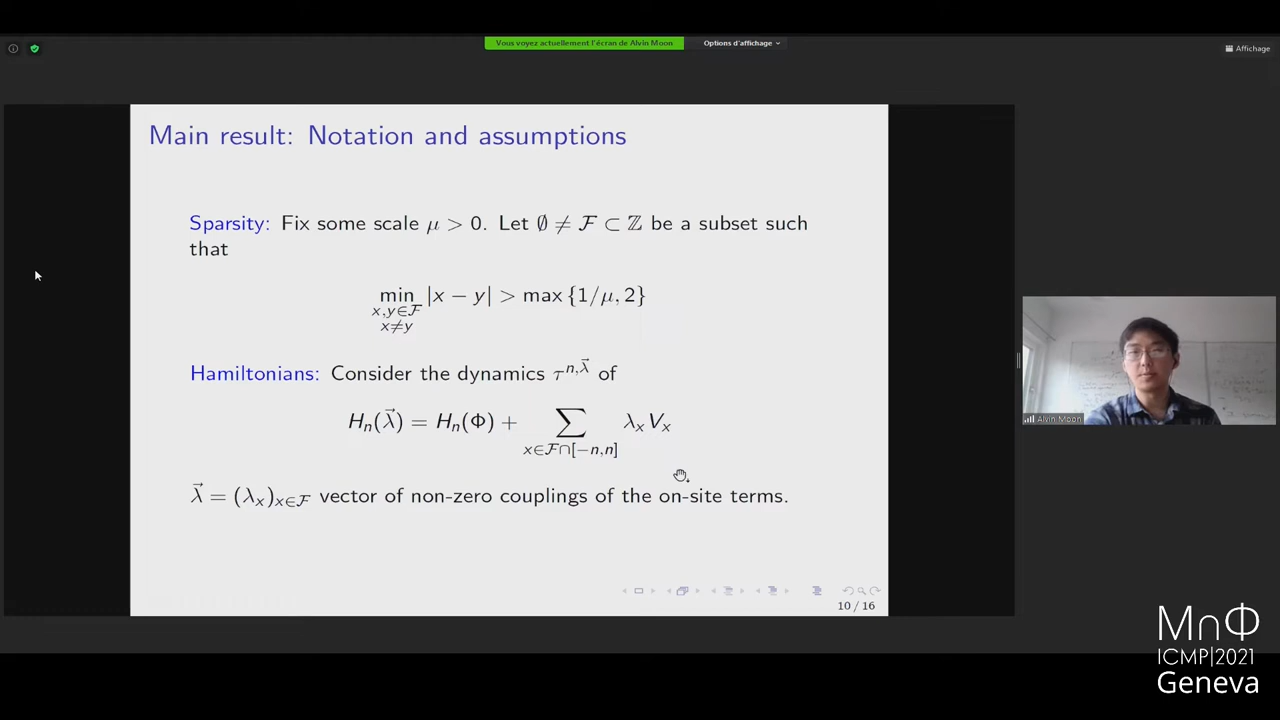 Vous voyez actuellement l'écran de Alvin Moon
Options d'affichage
Affichage
Main result: Notation and assumptions
Sparsity: Fix some scale μ > 0. Let ∅ ≠ ℱ ⊂ ℤ be a subset such
that
min |x − y| > max {1/μ, 2}
x,y∈ℱ
x≠y
Hamiltonians: Consider the dynamics τ^{n,λ⃗} of
H_n(λ⃗) = H_n(Φ) + ∑ λ_x V_x
x∈ℱ∩[−n,n]
λ⃗ = (λ_x)_{x∈ℱ} vector of non-zero couplings of the on-site terms.
10 / 16
Alvin Moon
M∩Φ
ICMP|2021
Geneva